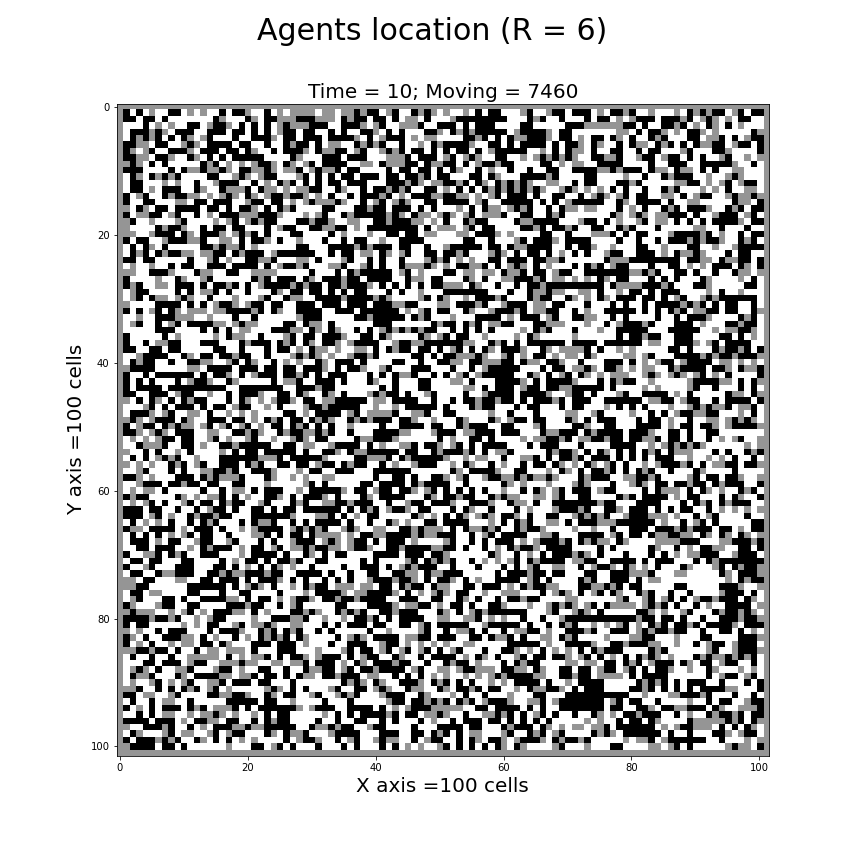 Agents location (R = 6)
Time = 10; Moving = 7460
0
20
40
60
80
100
Y axis =100 cells
0 20 40 60 80 100
X axis =100 cells